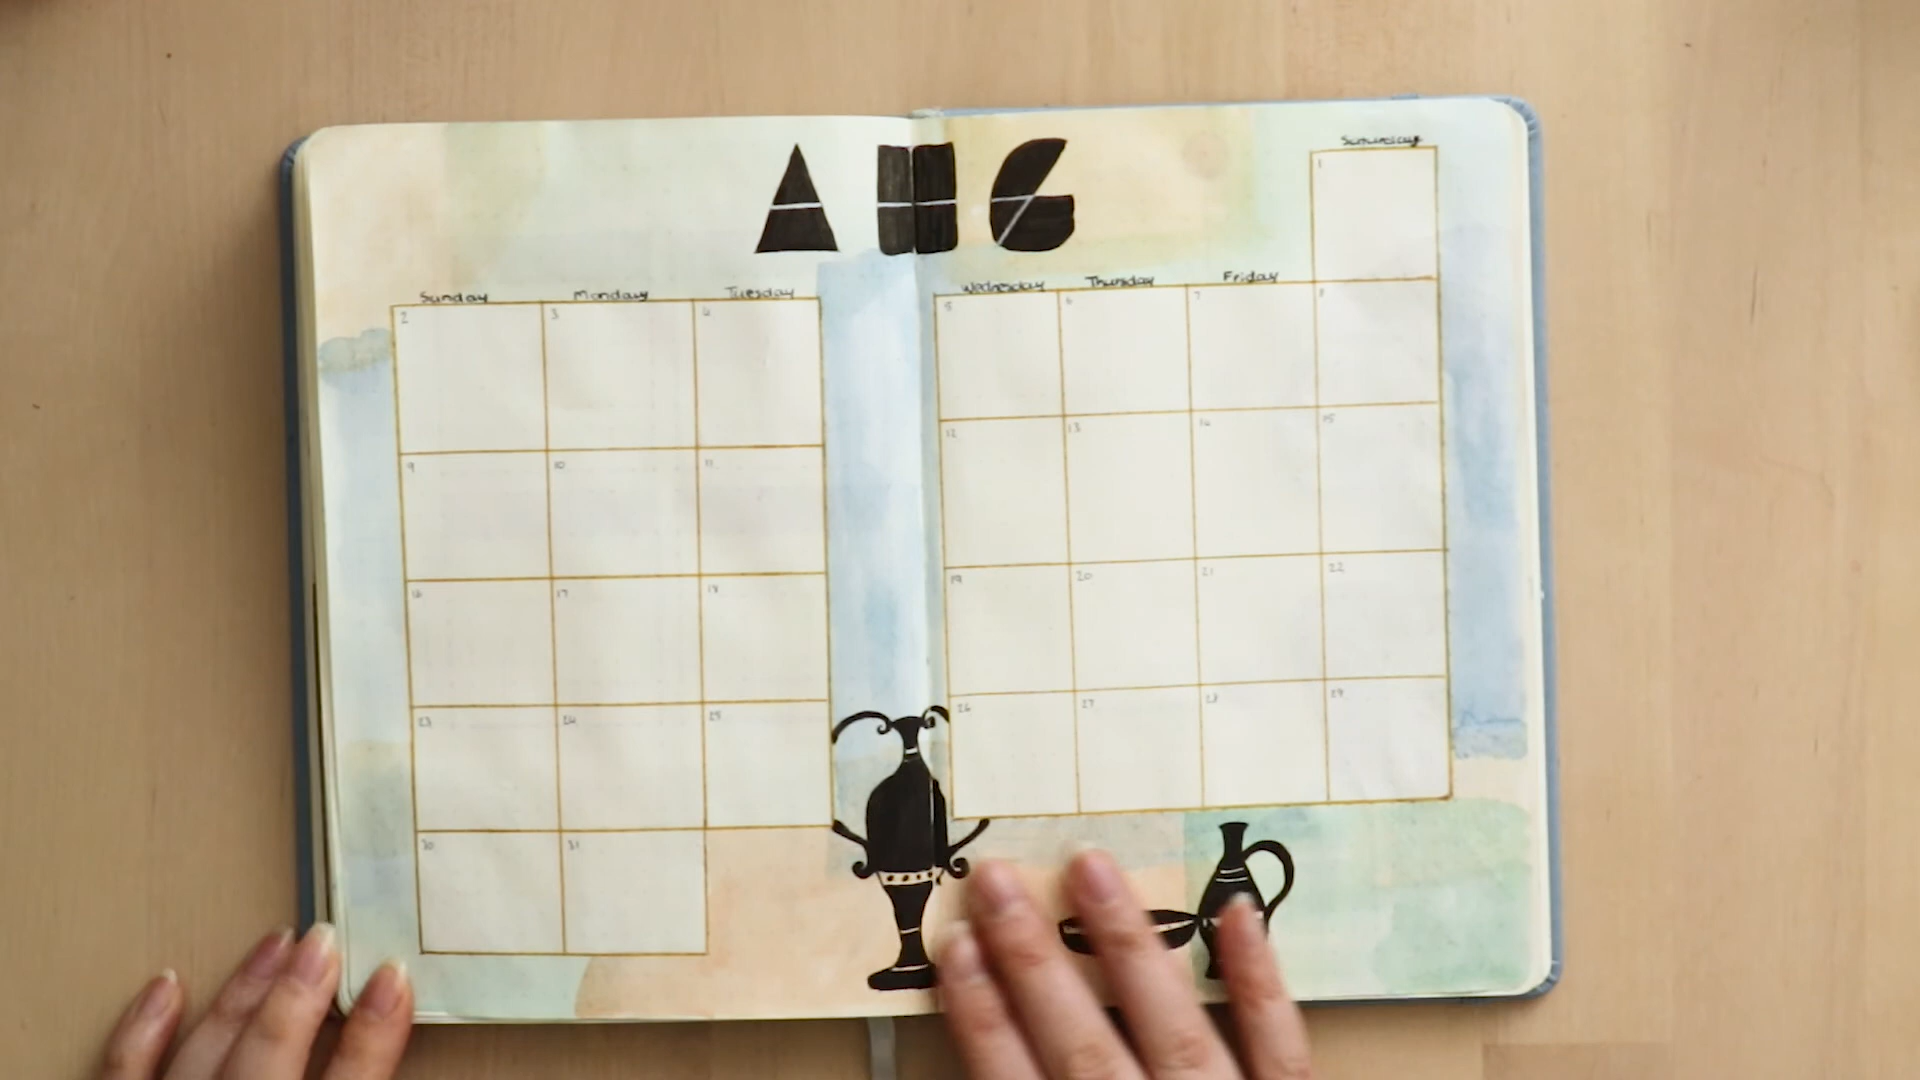 AUG
Saturday
1
Sunday Monday Tuesday Wednesday Thursday Friday
2 3 4 5 6 7 8
9 10 11 12 13 14 15
16 17 18 19 20 21 22
23 24 25 26 27 28 29
30 31